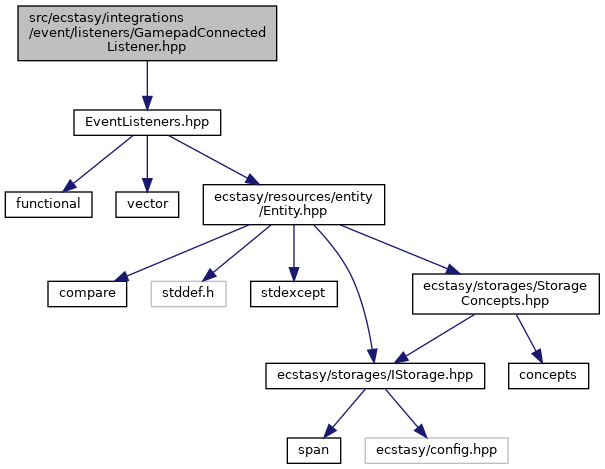 src/ecstasy/integrations
/event/listeners/GamepadConnected
Listener.hpp
EventListeners.hpp
functional
vector
ecstasy/resources/entity
/Entity.hpp
compare
stddef.h
stdexcept
ecstasy/storages/Storage
Concepts.hpp
ecstasy/storages/IStorage.hpp
concepts
span
ecstasy/config.hpp